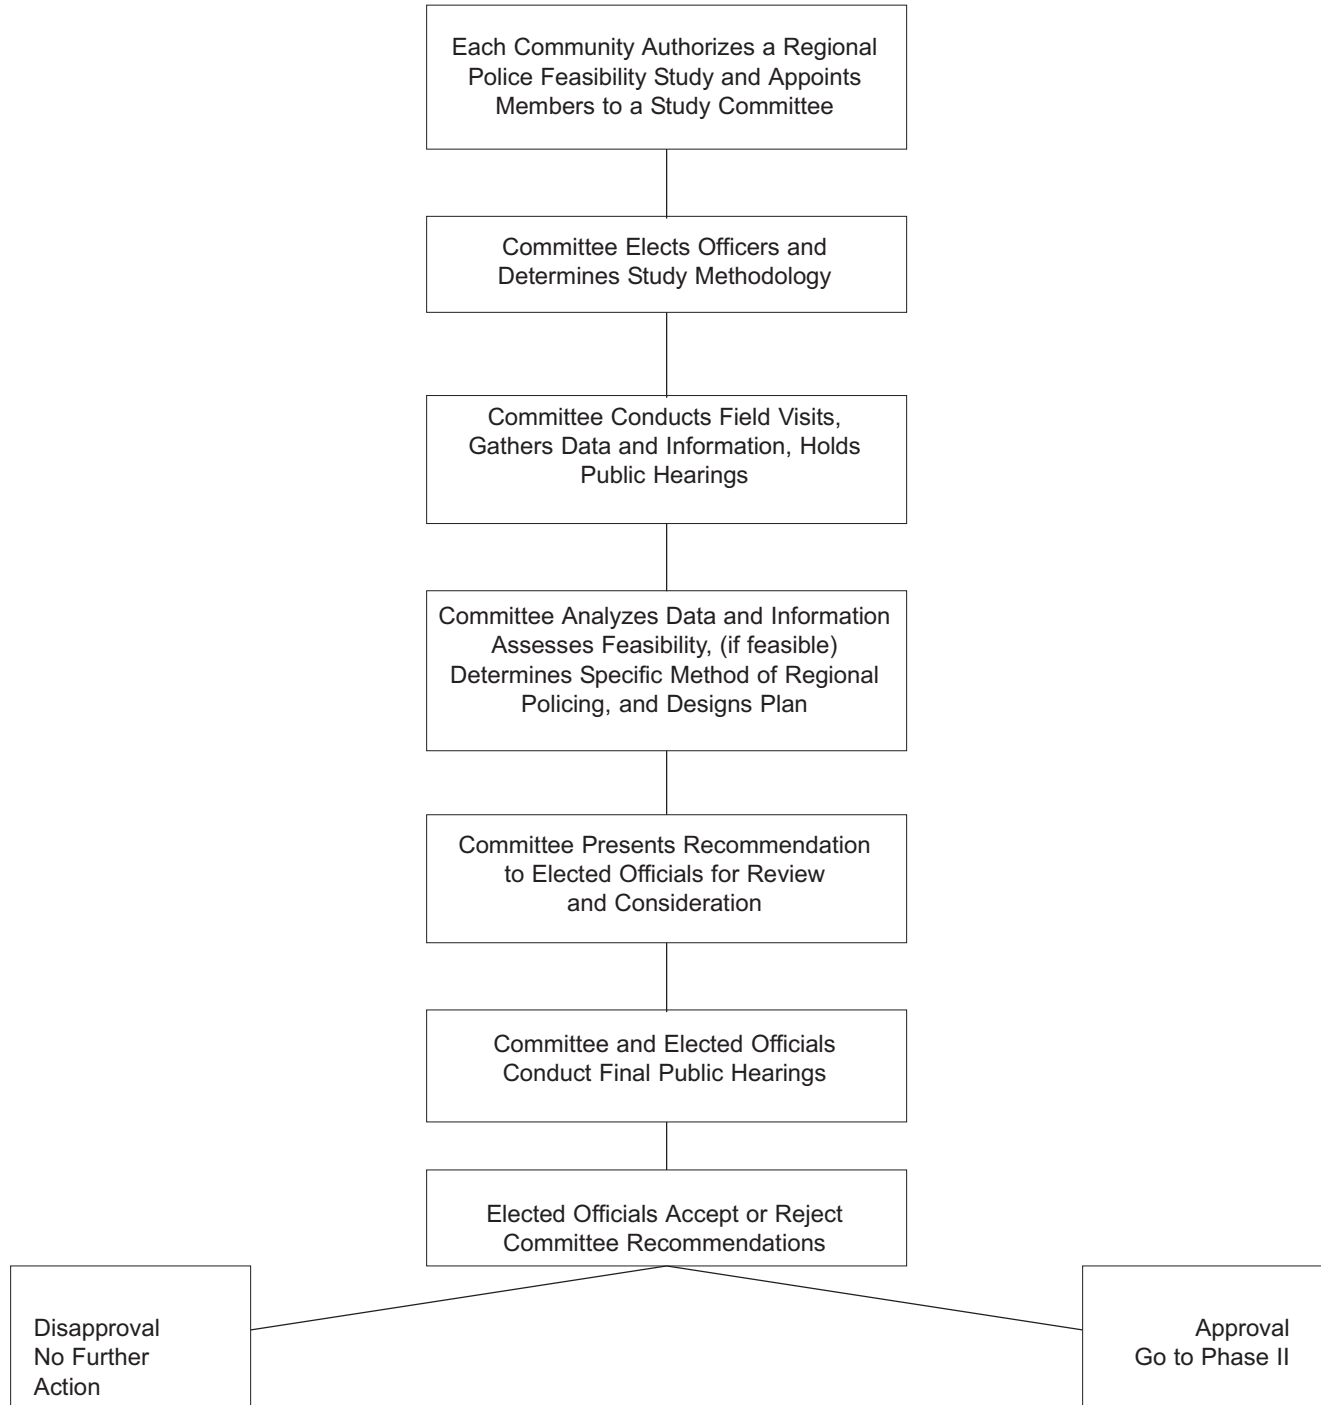 Each Community Authorizes a Regional
Police Feasibility Study and Appoints
Members to a Study Committee
Committee Elects Officers and
Determines Study Methodology
Committee Conducts Field Visits,
Gathers Data and Information, Holds
Public Hearings
Committee Analyzes Data and Information
Assesses Feasibility, (if feasible)
Determines Specific Method of Regional
Policing, and Designs Plan
Committee Presents Recommendation
to Elected Officials for Review
and Consideration
Committee and Elected Officials
Conduct Final Public Hearings
Elected Officials Accept or Reject
Committee Recommendations
Disapproval
No Further
Action
Approval
Go to Phase II